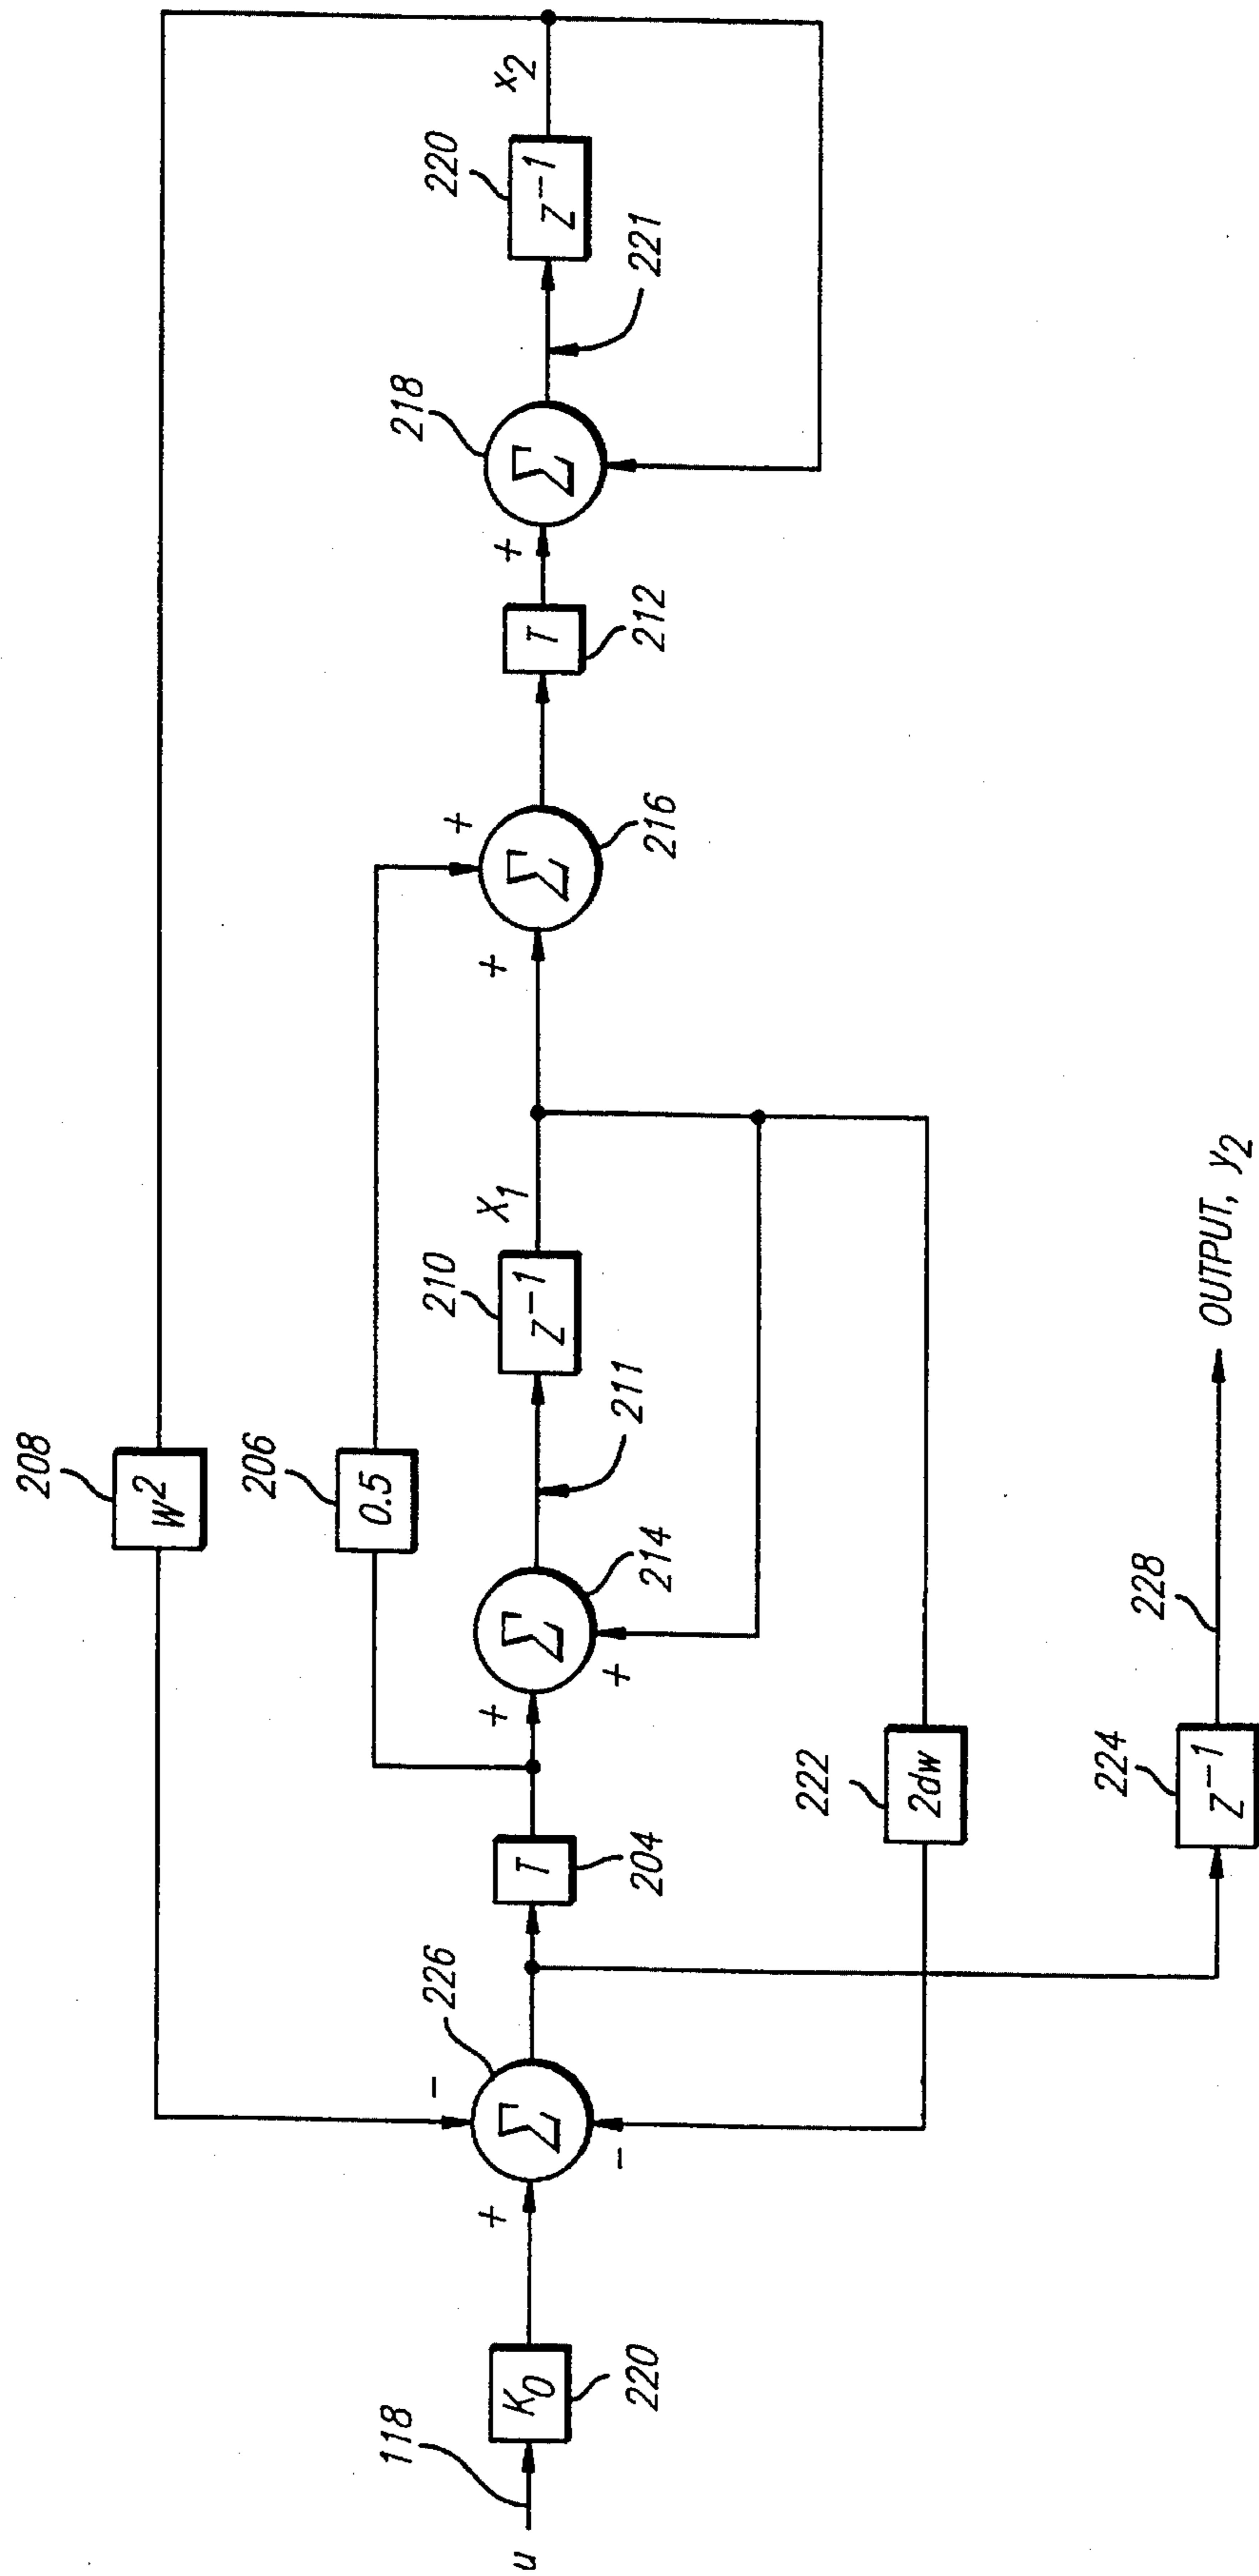 208
W²
206
0.5
118
u
K₀
220
+
-
-
226
Σ
T
204
+
+
Σ
214
211
210
Z⁻¹
X₁
+
+
Σ
216
T
212
+
218
Σ
221
220
Z⁻¹
X₂
222
2dw
224
Z⁻¹
228
OUTPUT, y₂